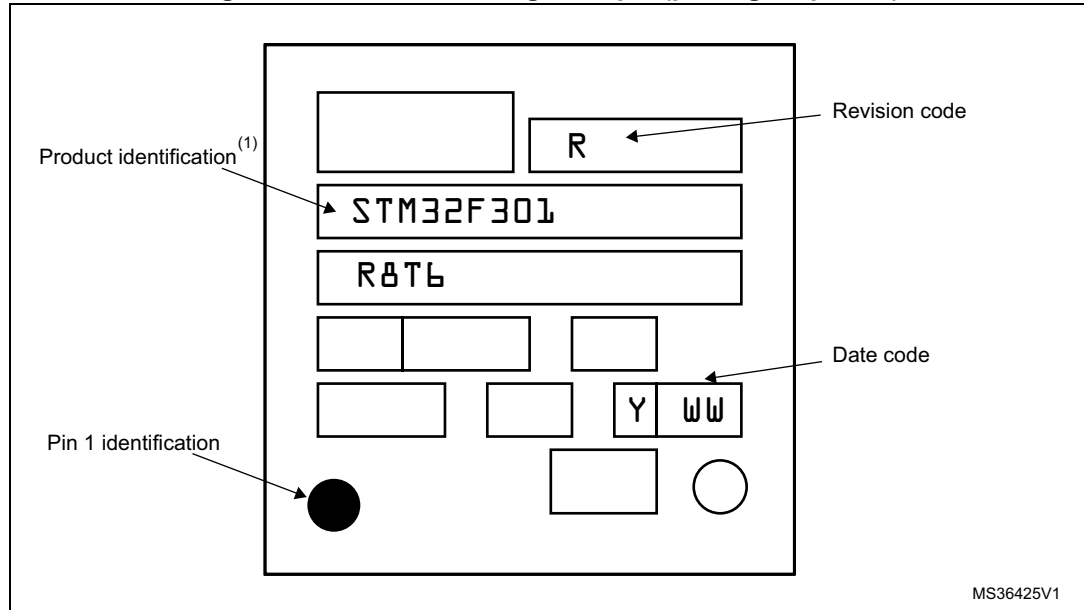 Revision code
R
Product identification(1)
STM32F301
R8T6
Date code
Y WW
Pin 1 identification
MS36425V1